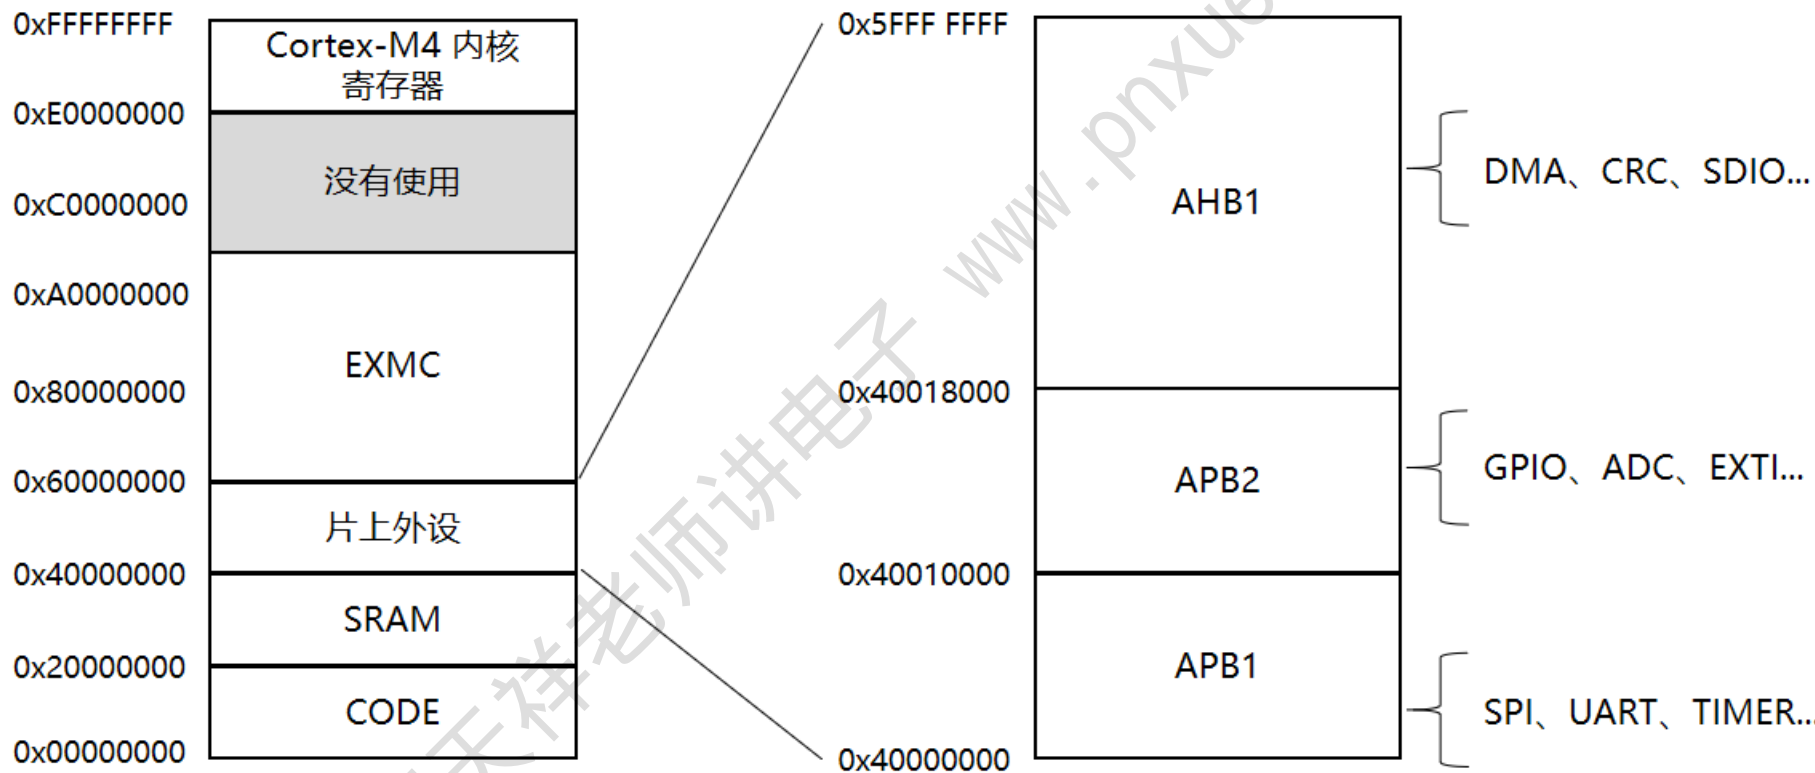 0xFFFFFFFF
Cortex-M4 内核
寄存器
0xE0000000
没有使用
0xC0000000
0xA0000000
EXMC
0x80000000
0x60000000
片上外设
0x40000000
SRAM
0x20000000
CODE
0x00000000
0x5FFF FFFF
AHB1
DMA、CRC、SDIO...
0x40018000
APB2
GPIO、ADC、EXTI...
0x40010000
APB1
SPI、UART、TIMER...
0x40000000
天祥老师讲电子 www.pnxue